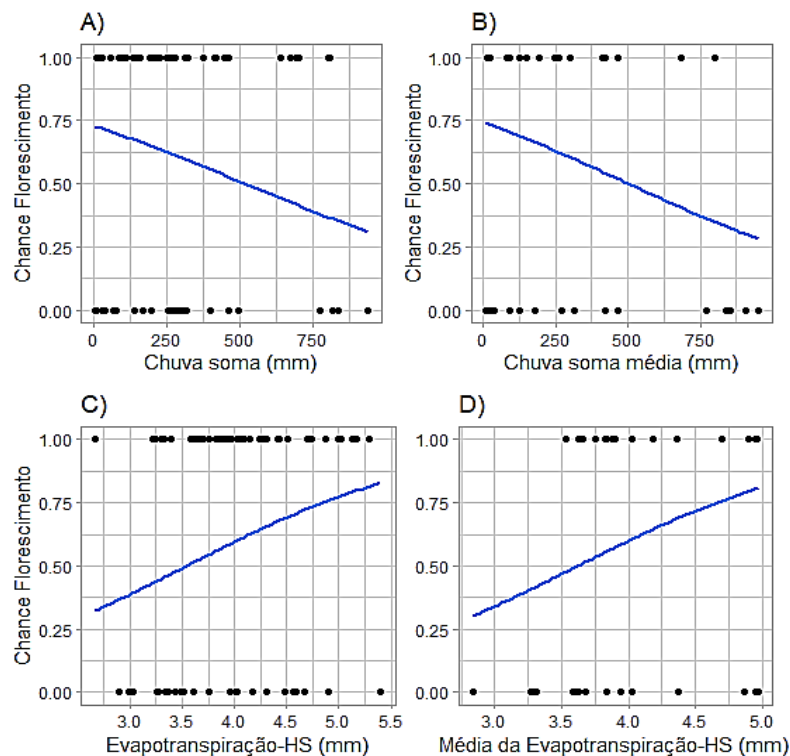 A)
1.00
0.75
0.50
0.25
0.00
Chance Florescimento
0 250 500 750
Chuva soma (mm)
B)
1.00
0.75
0.50
0.25
0.00
Chance Florescimento
0 250 500 750
Chuva soma média (mm)
C)
1.00
0.75
0.50
0.25
0.00
Chance Florescimento
3.0 3.5 4.0 4.5 5.0 5.5
Evapotranspiração-HS (mm)
D)
1.00
0.75
0.50
0.25
0.00
Chance Florescimento
3.0 3.5 4.0 4.5 5.0
Média da Evapotranspiração-HS (mm)